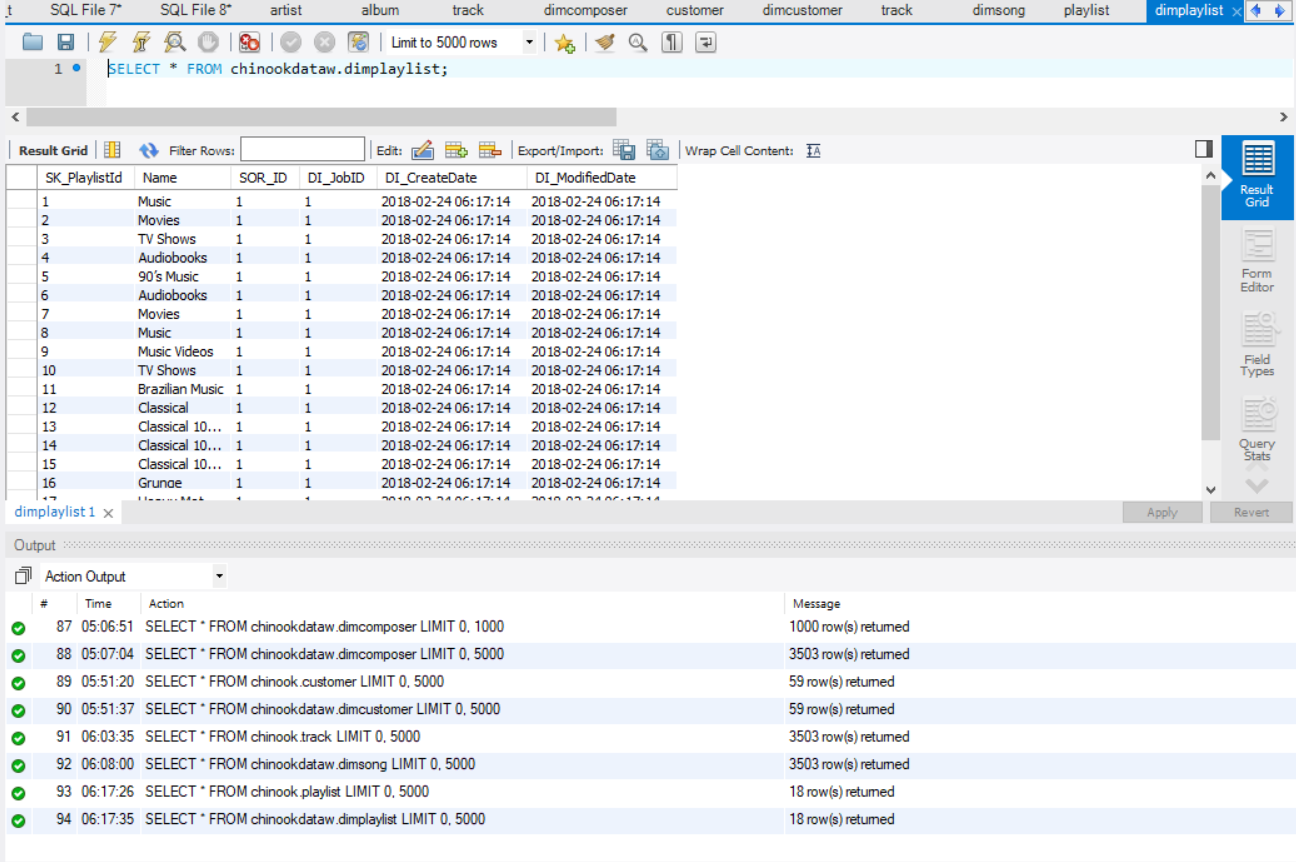 _t SQL File 7* SQL File 8* artist album track dimcomposer customer dimcustomer track dimsong playlist dimplaylist
Limit to 5000 rows
1 SELECT * FROM chinookdataw.dimplaylist;
Result Grid Filter Rows: Edit: Export/Import: Wrap Cell Content:
SK_PlaylistId Name SOR_ID DI_JobID DI_CreateDate DI_ModifiedDate
1 Music 1 1 2018-02-24 06:17:14 2018-02-24 06:17:14
2 Movies 1 1 2018-02-24 06:17:14 2018-02-24 06:17:14
3 TV Shows 1 1 2018-02-24 06:17:14 2018-02-24 06:17:14
4 Audiobooks 1 1 2018-02-24 06:17:14 2018-02-24 06:17:14
5 90's Music 1 1 2018-02-24 06:17:14 2018-02-24 06:17:14
6 Audiobooks 1 1 2018-02-24 06:17:14 2018-02-24 06:17:14
7 Movies 1 1 2018-02-24 06:17:14 2018-02-24 06:17:14
8 Music 1 1 2018-02-24 06:17:14 2018-02-24 06:17:14
9 Music Videos 1 1 2018-02-24 06:17:14 2018-02-24 06:17:14
10 TV Shows 1 1 2018-02-24 06:17:14 2018-02-24 06:17:14
11 Brazilian Music 1 1 2018-02-24 06:17:14 2018-02-24 06:17:14
12 Classical 1 1 2018-02-24 06:17:14 2018-02-24 06:17:14
13 Classical 10... 1 1 2018-02-24 06:17:14 2018-02-24 06:17:14
14 Classical 10... 1 1 2018-02-24 06:17:14 2018-02-24 06:17:14
15 Classical 10... 1 1 2018-02-24 06:17:14 2018-02-24 06:17:14
16 Grunge 1 1 2018-02-24 06:17:14 2018-02-24 06:17:14
Result
Grid
Form
Editor
Field
Types
Query
Stats
dimplaylist 1
Apply Revert
Output
Action Output
# Time Action Message
87 05:06:51 SELECT * FROM chinookdataw.dimcomposer LIMIT 0, 1000 1000 row(s) returned
88 05:07:04 SELECT * FROM chinookdataw.dimcomposer LIMIT 0, 5000 3503 row(s) returned
89 05:51:20 SELECT * FROM chinook.customer LIMIT 0, 5000 59 row(s) returned
90 05:51:37 SELECT * FROM chinookdataw.dimcustomer LIMIT 0, 5000 59 row(s) returned
91 06:03:35 SELECT * FROM chinook.track LIMIT 0, 5000 3503 row(s) returned
92 06:08:00 SELECT * FROM chinookdataw.dimsong LIMIT 0, 5000 3503 row(s) returned
93 06:17:26 SELECT * FROM chinook.playlist LIMIT 0, 5000 18 row(s) returned
94 06:17:35 SELECT * FROM chinookdataw.dimplaylist LIMIT 0, 5000 18 row(s) returned